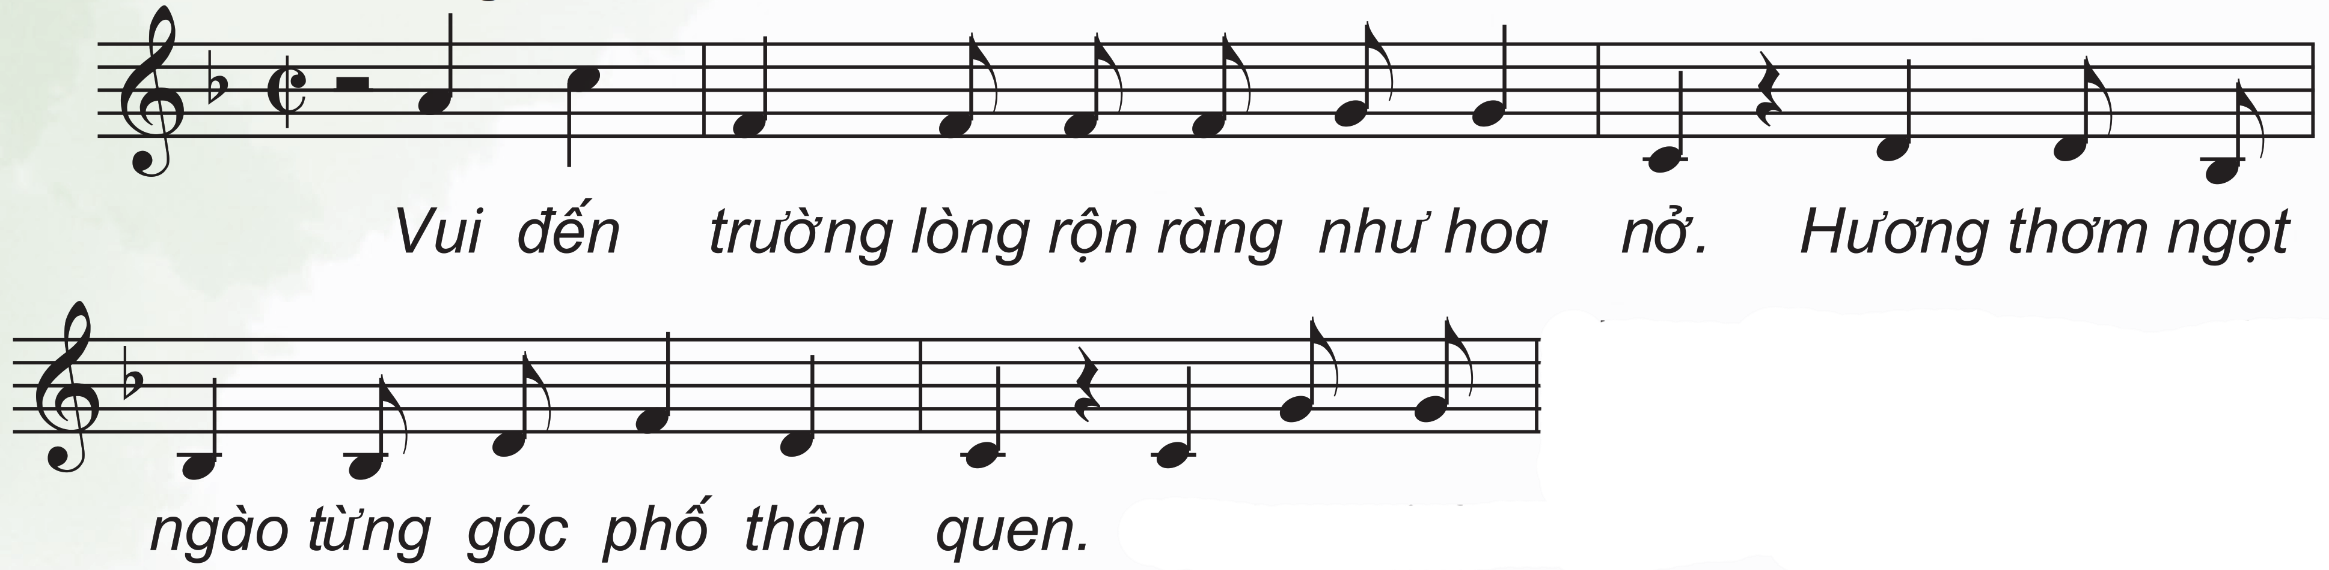 Vui đến trường lòng rộn ràng như hoa nở. Hương thơm ngọt
ngào từng góc phố thân quen.